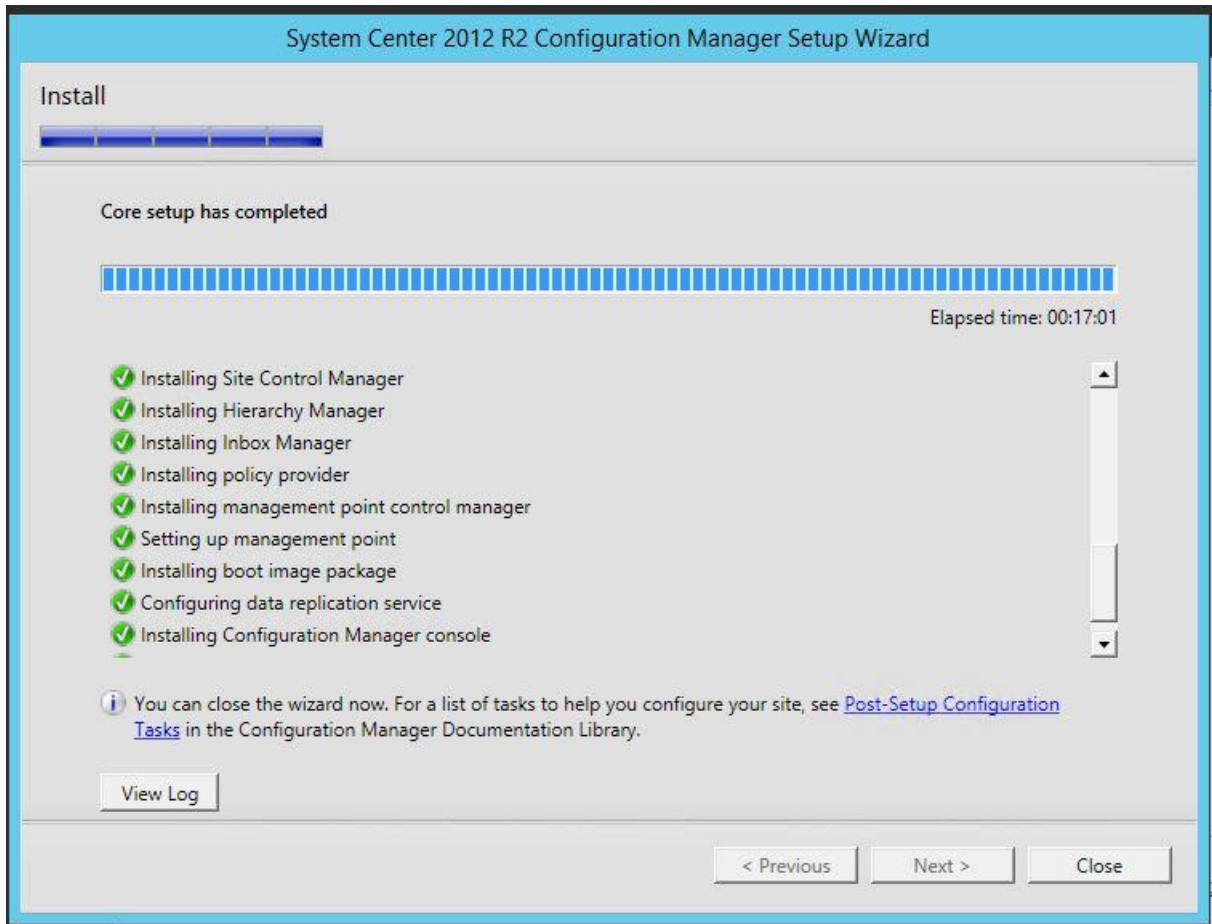 System Center 2012 R2 Configuration Manager Setup Wizard
Install
Core setup has completed
Elapsed time: 00:17:01
Installing Site Control Manager
Installing Hierarchy Manager
Installing Inbox Manager
Installing policy provider
Installing management point control manager
Setting up management point
Installing boot image package
Configuring data replication service
Installing Configuration Manager console
You can close the wizard now. For a list of tasks to help you configure your site, see Post-Setup Configuration
Tasks in the Configuration Manager Documentation Library.
View Log
< Previous
Next >
Close